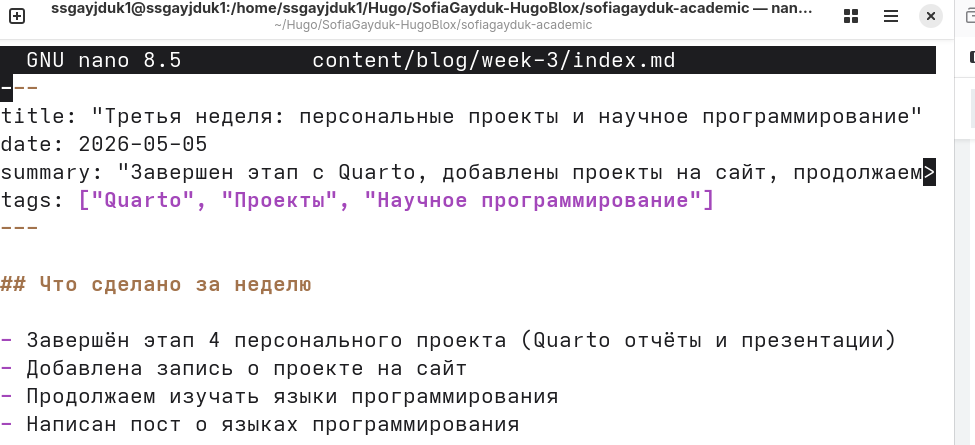 ssgayjduk1@ssgayjduk1:/home/ssgayjduk1/Hugo/SofiaGayduk-HugoBlox/sofiagayduk-academic — nan...
~/Hugo/SofiaGayduk-HugoBlox/sofiagayduk-academic
GNU nano 8.5 content/blog/week-3/index.md
---
title: "Третья неделя: персональные проекты и научное программирование"
date: 2026-05-05
summary: "Завершен этап с Quarto, добавлены проекты на сайт, продолжаем>
tags: ["Quarto", "Проекты", "Научное программирование"]
---
## Что сделано за неделю
- Завершён этап 4 персонального проекта (Quarto отчёты и презентации)
- Добавлена запись о проекте на сайт
- Продолжаем изучать языки программирования
- Написан пост о языках программирования